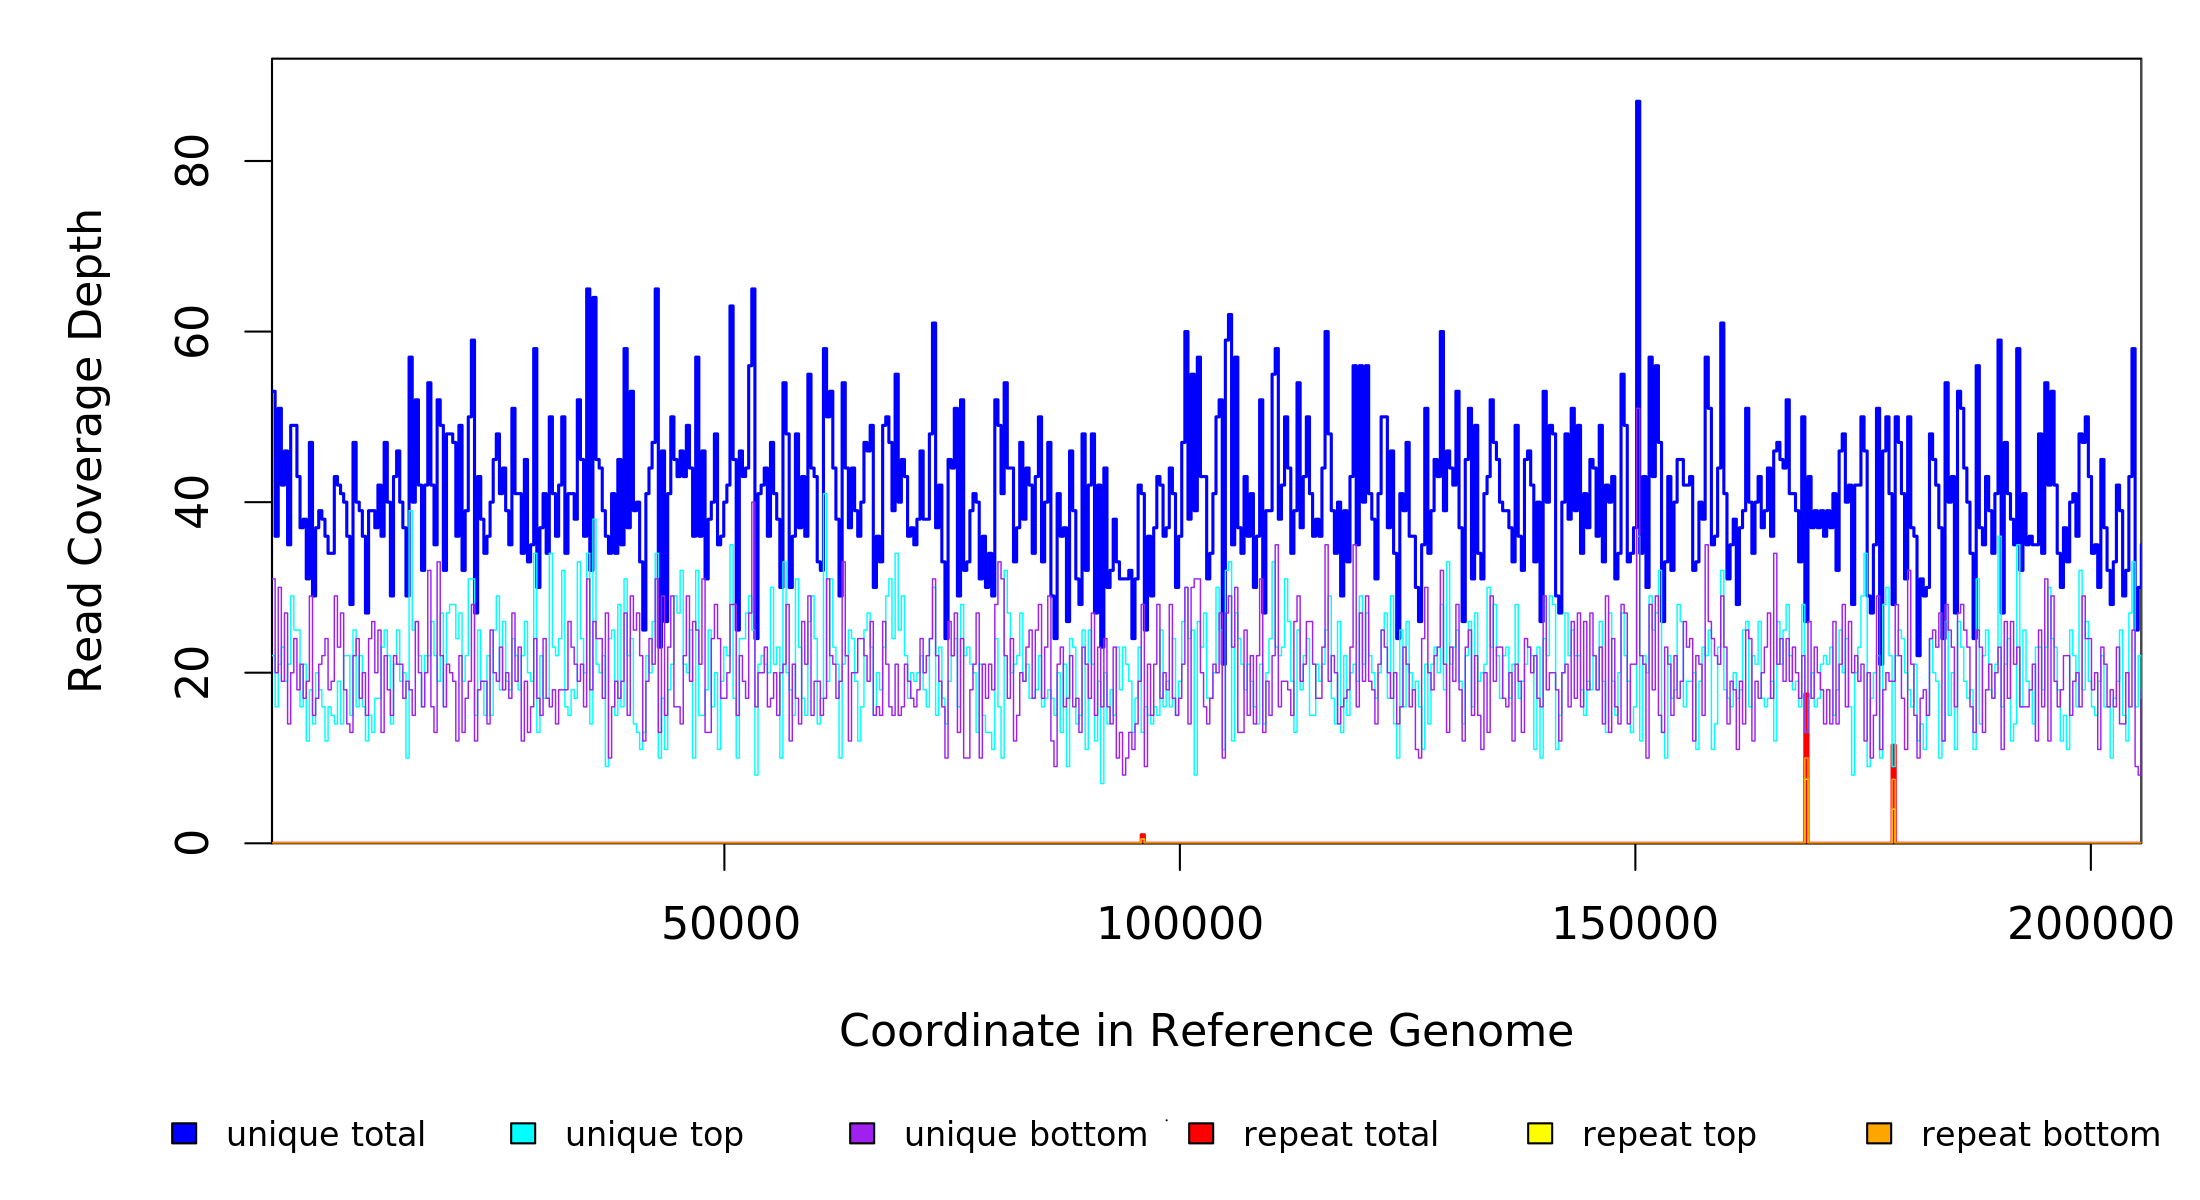 Read Coverage Depth
80
60
40
20
0
50000 100000 150000 200000
Coordinate in Reference Genome
unique total unique top unique bottom repeat total repeat top repeat bottom